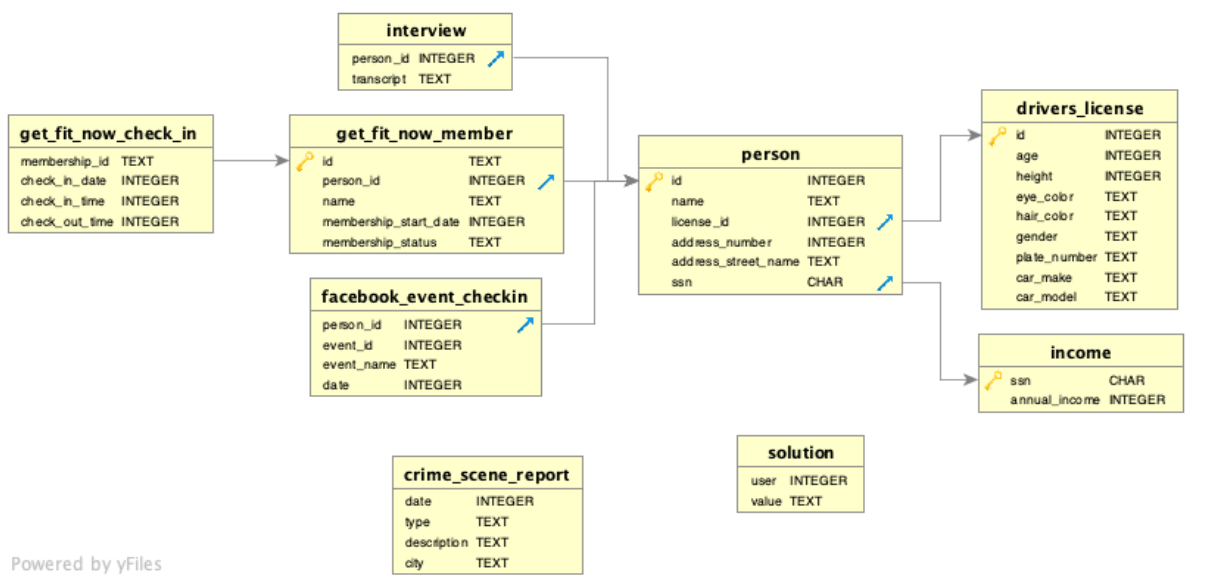 interview
person_id INTEGER
transcript TEXT
get_fit_now_check_in
membership_id TEXT
check_in_date INTEGER
check_in_time INTEGER
check_out_time INTEGER
get_fit_now_member
id TEXT
person_id INTEGER
name TEXT
membership_start_date INTEGER
membership_status TEXT
facebook_event_checkin
person_id INTEGER
event_id INTEGER
event_name TEXT
date INTEGER
person
id INTEGER
name TEXT
license_id INTEGER
address_number INTEGER
address_street_name TEXT
ssn CHAR
drivers_license
id INTEGER
age INTEGER
height INTEGER
eye_color TEXT
hair_color TEXT
gender TEXT
plate_number TEXT
car_make TEXT
car_model TEXT
income
ssn CHAR
annual_income INTEGER
crime_scene_report
date INTEGER
type TEXT
description TEXT
city TEXT
solution
user INTEGER
value TEXT
Powered by yFiles